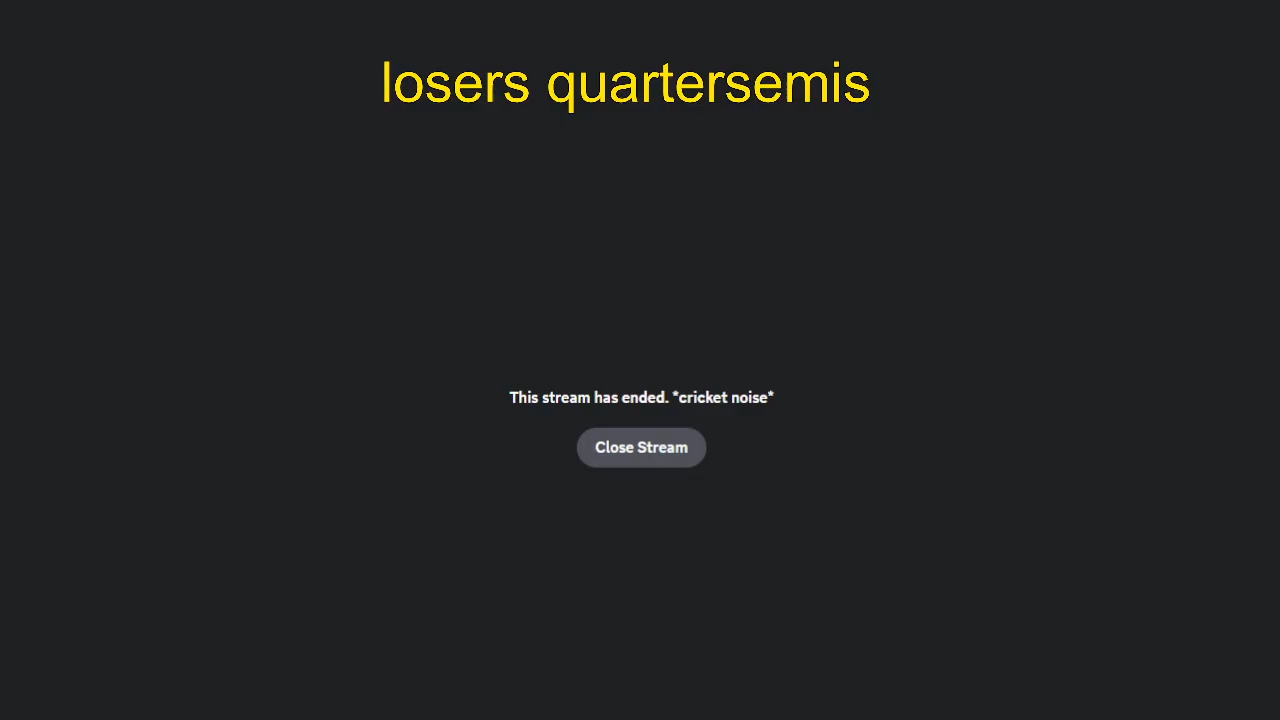 losers quartersemis
This stream has ended. *cricket noise*
Close Stream